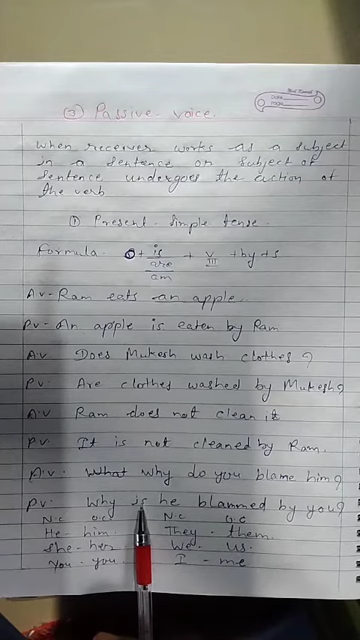 ③ Passive voice.
Date
Page
When receiver works as a subject
in a sentence or subject of
sentence undergoes the action of
the verb
① Present simple tense.
Formula. O + is/are/am + V III + by + S
A.V - Ram eats an apple.
P.V - An apple is eaten by Ram
A.V Does Mukesh wash clothes?
P.V. Are clothes washed by Mukesh?
A.V Ram does not clean it
P.V. It is not cleaned by Ram.
A.V. What why do you blame him?
P.V. Why is he blammed by you?
N.C O.C N.C O.C
He - him. They - them.
She - her We - us.
You - you I - me